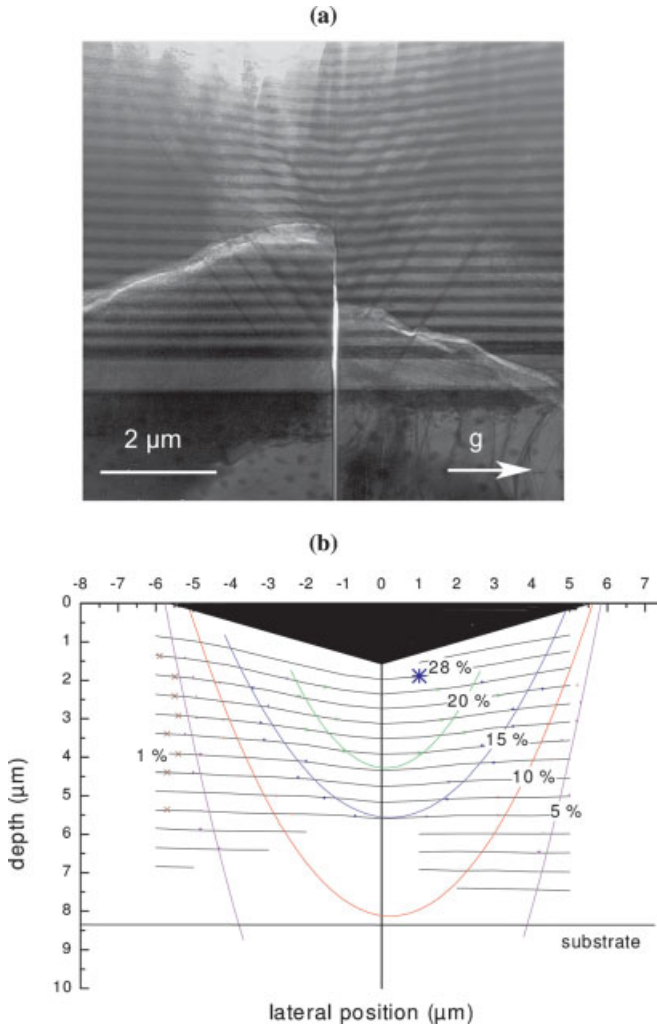 (a)
2 μm
g
(b)
-8 -7 -6 -5 -4 -3 -2 -1 0 1 2 3 4 5 6 7
0
1
28 %
2
20 %
3
15 %
4
1 %
10 %
5
5 %
6
7
8
substrate
9
10
depth (μm)
lateral position (μm)